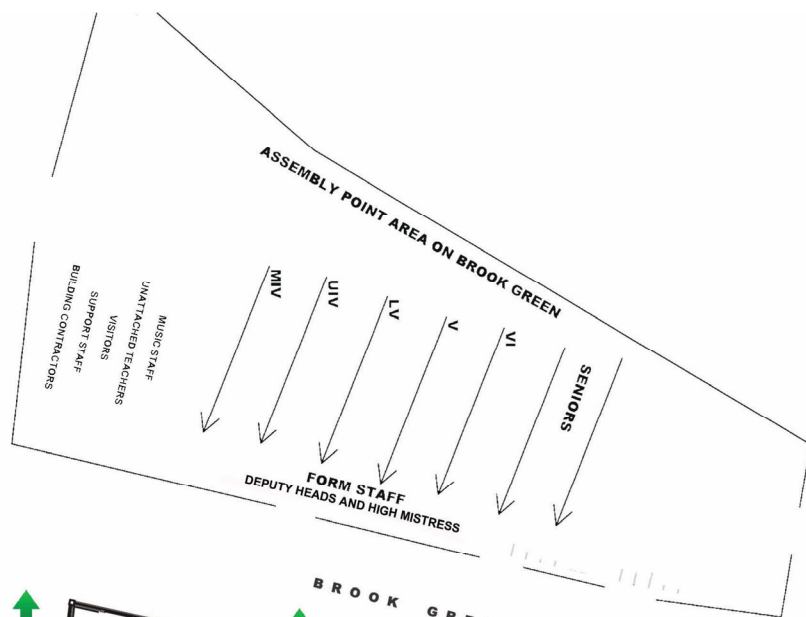 ASSEMBLY POINT AREA ON BROOK GREEN
MUSIC STAFF
UNATTACHED TEACHERS
VISITORS
SUPPORT STAFF
BUILDING CONTRACTORS
MIV
UIV
LV
V
VI
SENIORS
FORM STAFF
DEPUTY HEADS AND HIGH MISTRESS
BROOK